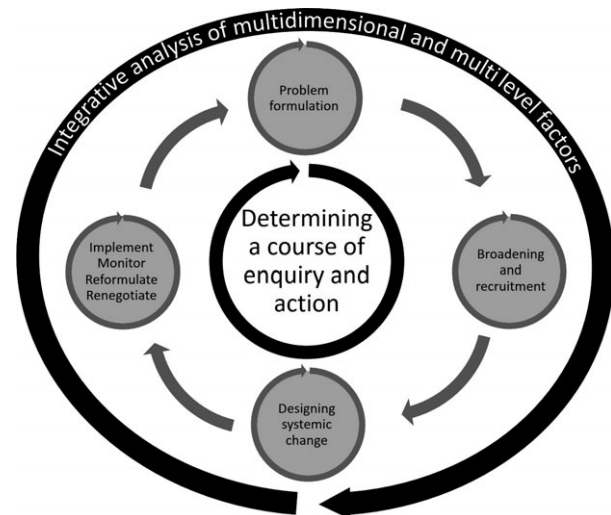 Integrative analysis of multidimensional and multi level factors
Problem
formulation
Broadening
and
recruitment
Designing
systemic
change
Implement
Monitor
Reformulate
Renegotiate
Determining
a course of
enquiry and
action